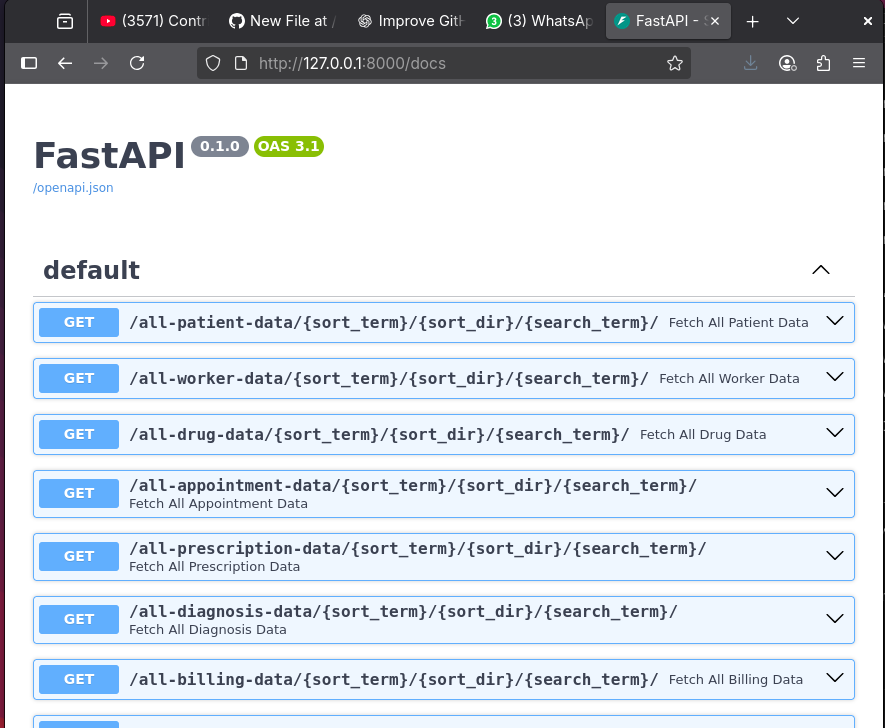 (3571) Contr
New File at /
Improve GitH
3
(3) WhatsAp
FastAPI - S
http://127.0.0.1:8000/docs
FastAPI 0.1.0 OAS 3.1
/openapi.json
default
GET /all-patient-data/{sort_term}/{sort_dir}/{search_term}/ Fetch All Patient Data
GET /all-worker-data/{sort_term}/{sort_dir}/{search_term}/ Fetch All Worker Data
GET /all-drug-data/{sort_term}/{sort_dir}/{search_term}/ Fetch All Drug Data
GET /all-appointment-data/{sort_term}/{sort_dir}/{search_term}/
Fetch All Appointment Data
GET /all-prescription-data/{sort_term}/{sort_dir}/{search_term}/
Fetch All Prescription Data
GET /all-diagnosis-data/{sort_term}/{sort_dir}/{search_term}/
Fetch All Diagnosis Data
GET /all-billing-data/{sort_term}/{sort_dir}/{search_term}/ Fetch All Billing Data